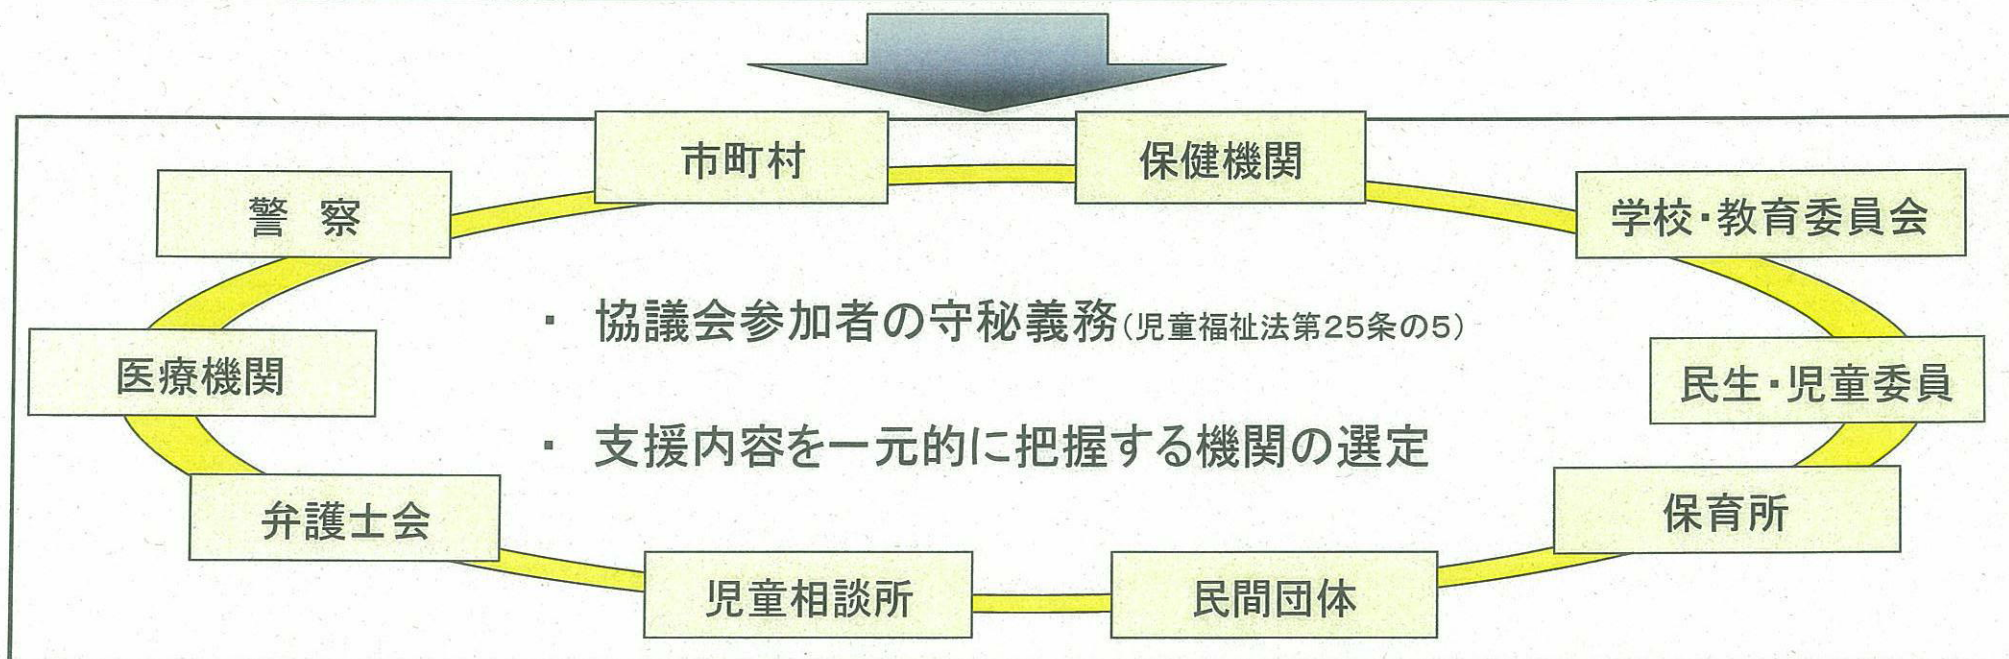 市町村
保健機関
警 察
学校・教育委員会
・ 協議会参加者の守秘義務(児童福祉法第25条の5)
医療機関
民生・児童委員
・ 支援内容を一元的に把握する機関の選定
弁護士会
保育所
児童相談所
民間団体